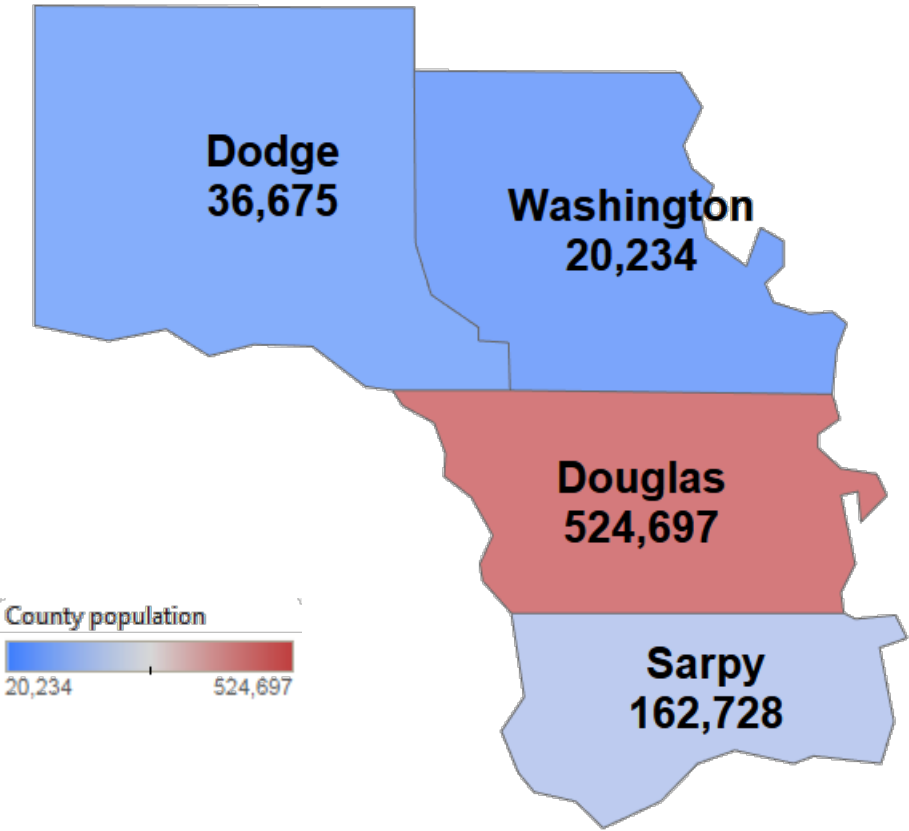 Dodge
36,675
Washington
20,234
Douglas
524,697
County population
20,234 524,697
Sarpy
162,728